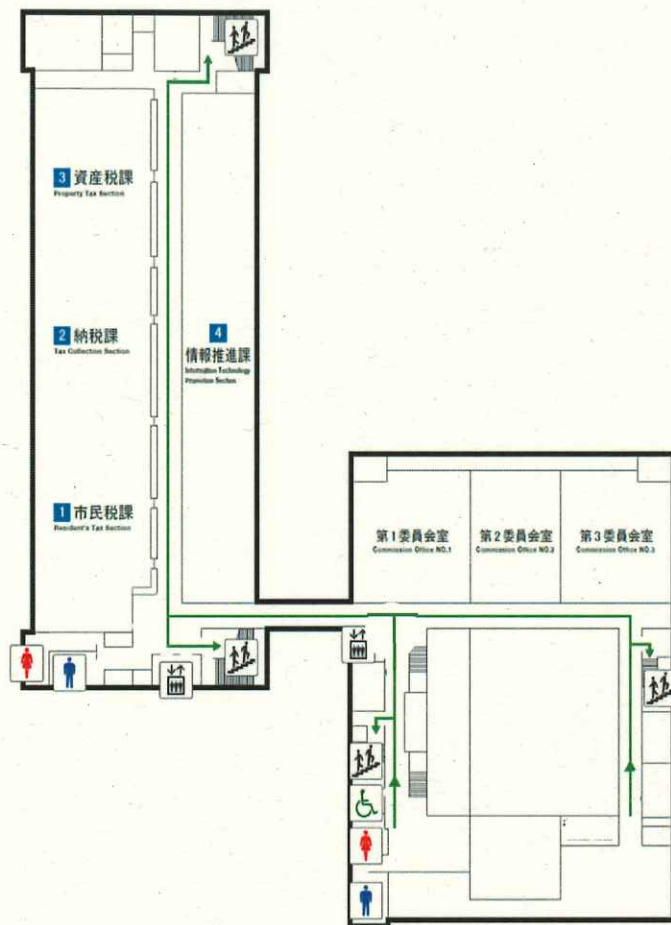 3 資産税課
Property Tax Section
2 納税課
Tax Collection Section
4
情報推進課
Information Technology
Promotion Section
1 市民税課
Resident's Tax Section
第1委員会室
Commission Office NO.1
第2委員会室
Commission Office NO.2
第3委員会室
Commission Office NO.3